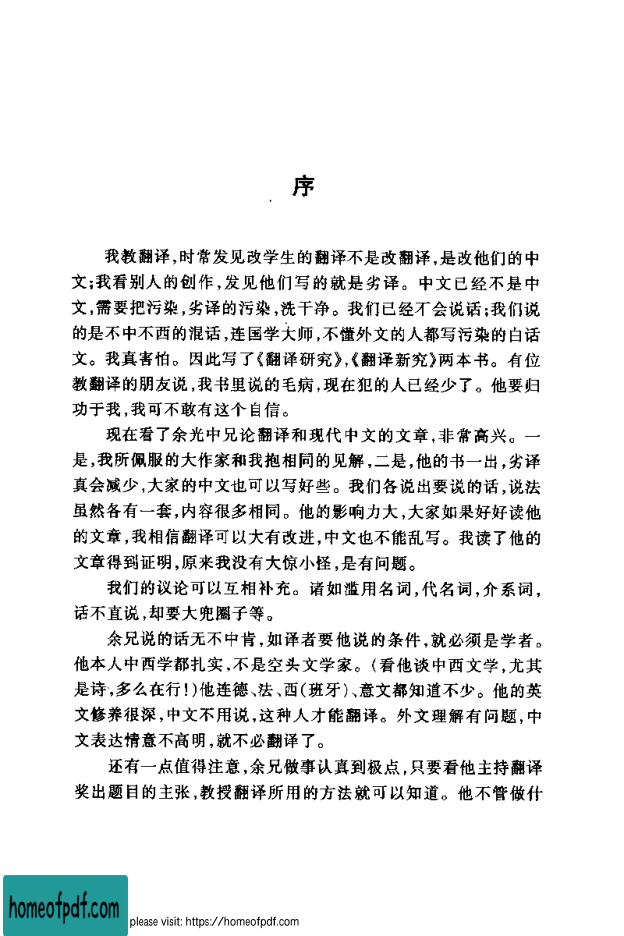 序
我教翻译,时常发见改学生的翻译不是改翻译,是改他们的中
文;我看别人的创作,发见他们写的就是劣译。中文已经不是中
文,需要把污染,劣译的污染,洗干净。我们已经不会说话;我们说
的是不中不西的混话,连国学大师,不懂外文的人都写污染的白话
文。我真害怕。因此写了《翻译研究》,《翻译新究》两本书。有位
教翻译的朋友说,我书里说的毛病,现在犯的人已经少了。他要归
功于我,我可不敢有这个自信。
现在看了余光中兄论翻译和现代中文的文章,非常高兴。一
是,我所佩服的大作家和我抱相同的见解,二是,他的书一出,劣译
真会减少,大家的中文也可以写好些。我们各说出要说的话,说法
虽然各有一套,内容很多相同。他的影响力大,大家如果好好读他
的文章,我相信翻译可以大有改进,中文也不能乱写。我读了他的
文章得到证明,原来我没有大惊小怪,是有问题。
我们的议论可以互相补充。诸如滥用名词,代名词,介系词,
话不直说,却要大兜圈子等。
余兄说的话无不中肯,如译者要他说的条件,就必须是学者。
他本人中西学都扎实,不是空头文学家。(看他谈中西文学,尤其
是诗,多么在行!)他连德、法、西(班牙)、意文都知道不少。他的英
文修养很深,中文不用说,这种人才能翻译。外文理解有问题,中
文表达情意不高明,就不必翻译了。
还有一点值得注意,余兄做事认真到极点,只要看他主持翻译
奖出题目的主张,教授翻译所用的方法就可以知道。他不管做什
homeofpdf.com
please visit: https://homeofpdf.com